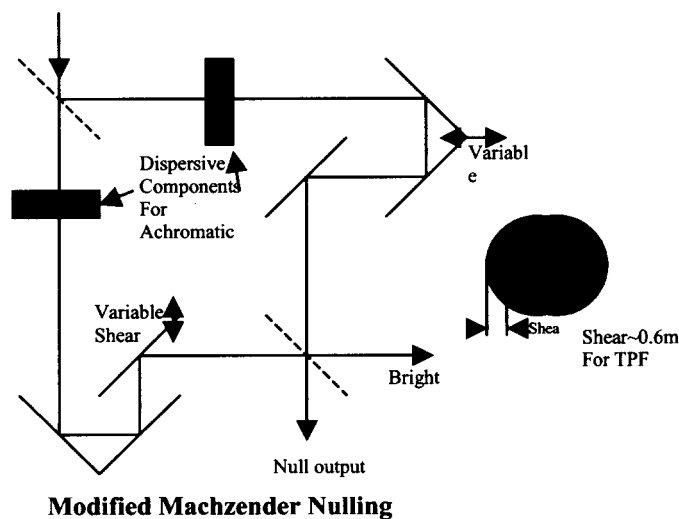 Dispersive
Components
For
Achromatic
Variabl
e
Variable
Shear
Shea
Shear~0.6m
For TPF
Bright
Null output
Modified Machzender Nulling